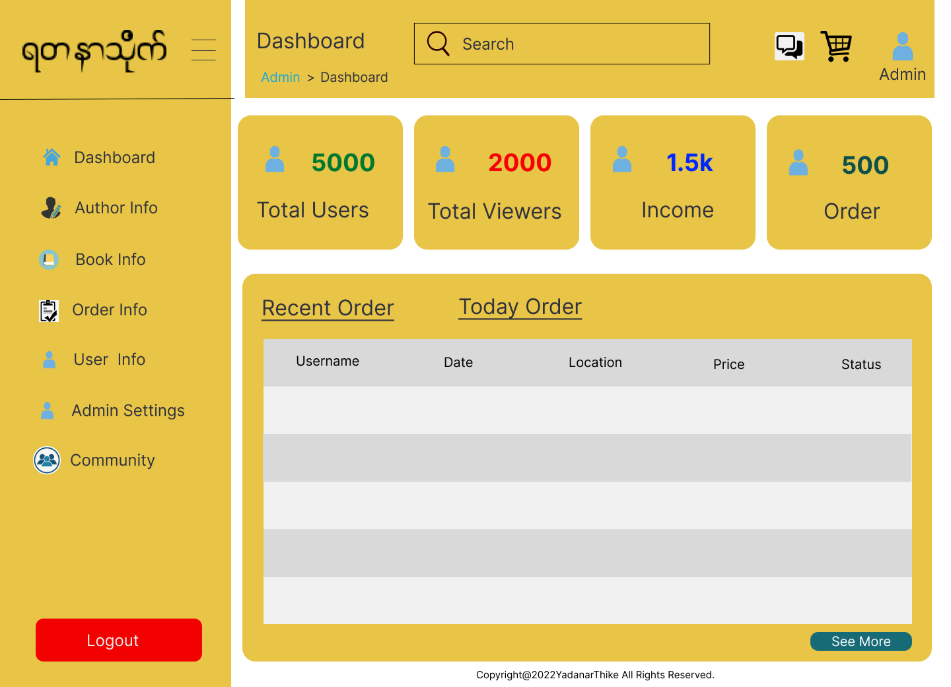 ရတနာသိုက်
Dashboard
Search
Admin > Dashboard
Admin
Dashboard
Author Info
Book Info
Order Info
User Info
Admin Settings
Community
Logout
5000
Total Users
2000
Total Viewers
1.5k
Income
500
Order
Recent Order Today Order
Username Date Location Price Status
See More
Copyright@2022YadanarThike All Rights Reserved.